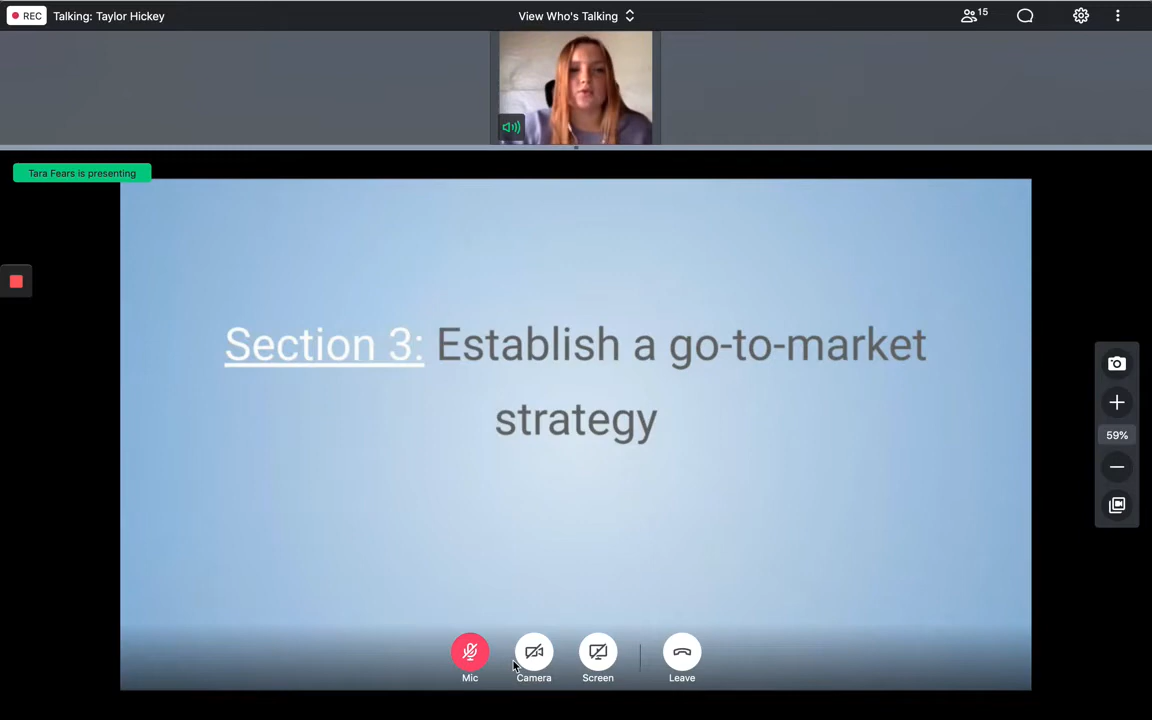 REC Talking: Taylor Hickey View Who's Talking 15
Tara Fears is presenting
Section 3: Establish a go-to-market
strategy
59%
Mic Camera Screen Leave